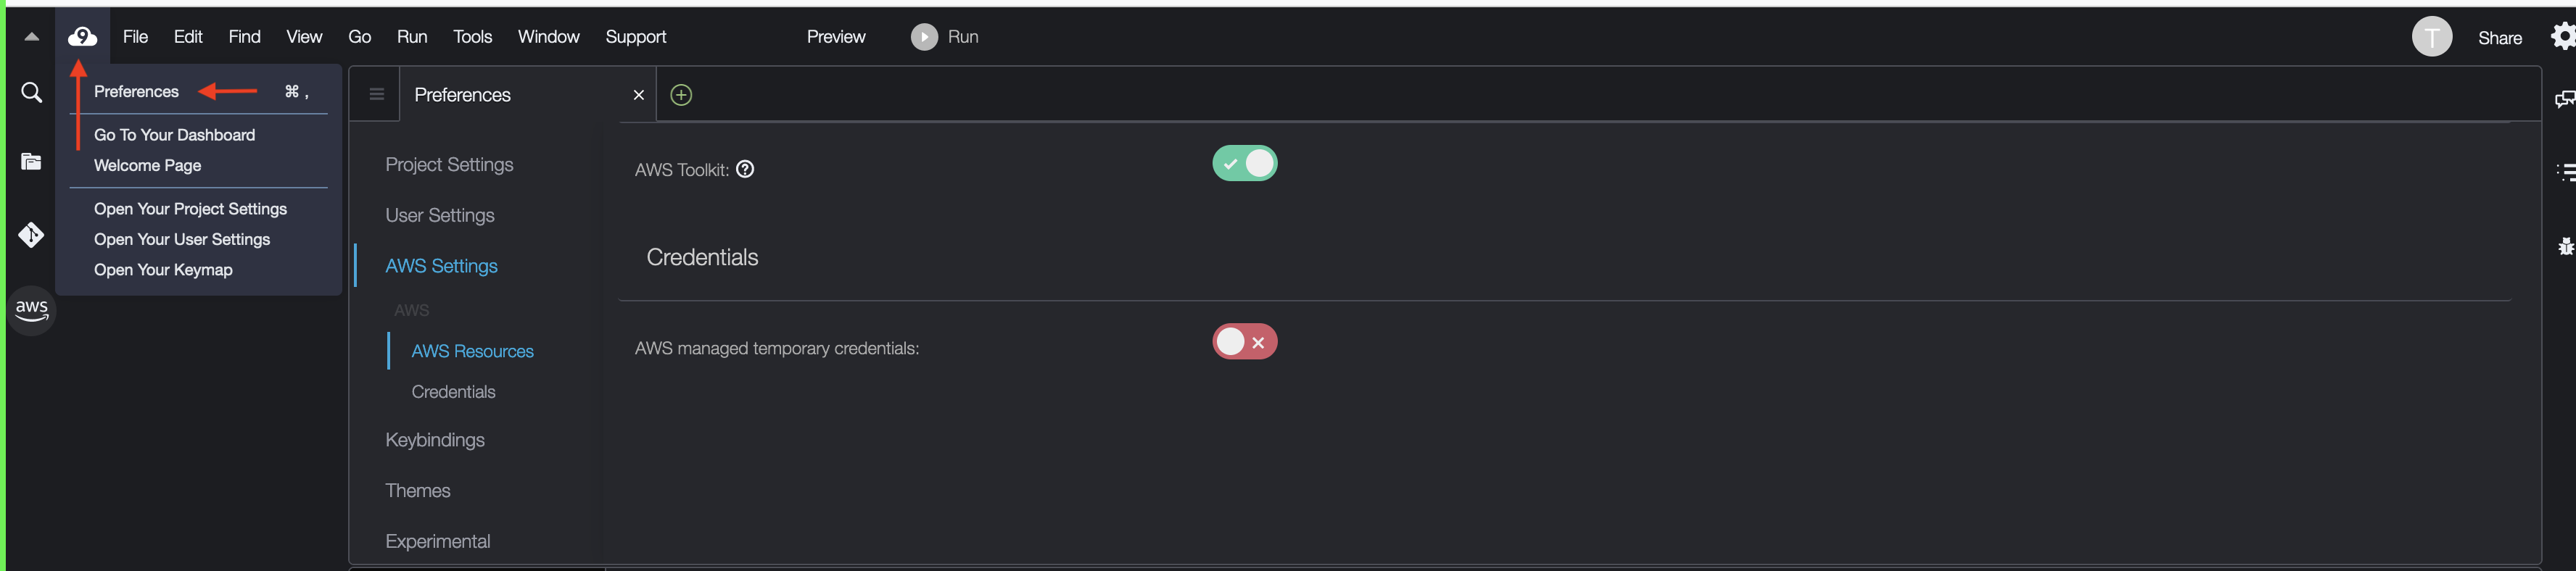 9 File Edit Find View Go Run Tools Window Support Preview Run T Share
Preferences ⌘ ,
Go To Your Dashboard
Welcome Page
Open Your Project Settings
Open Your User Settings
Open Your Keymap
aws
Preferences
Project Settings
User Settings
AWS Settings
AWS
AWS Resources
Credentials
Keybindings
Themes
Experimental
AWS Toolkit: ?
Credentials
AWS managed temporary credentials: